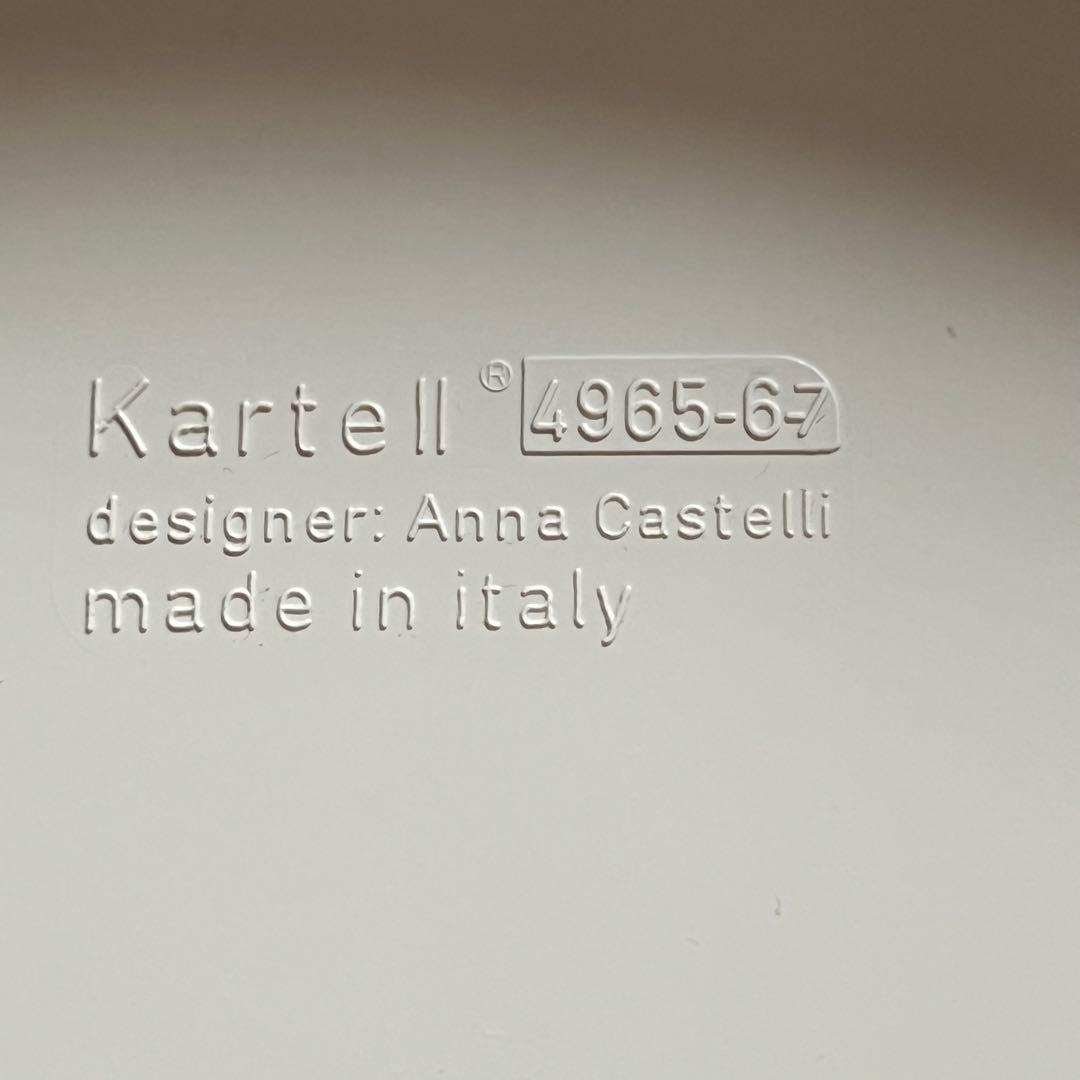 Kartell® 4965-67
designer: Anna Castelli
made in italy